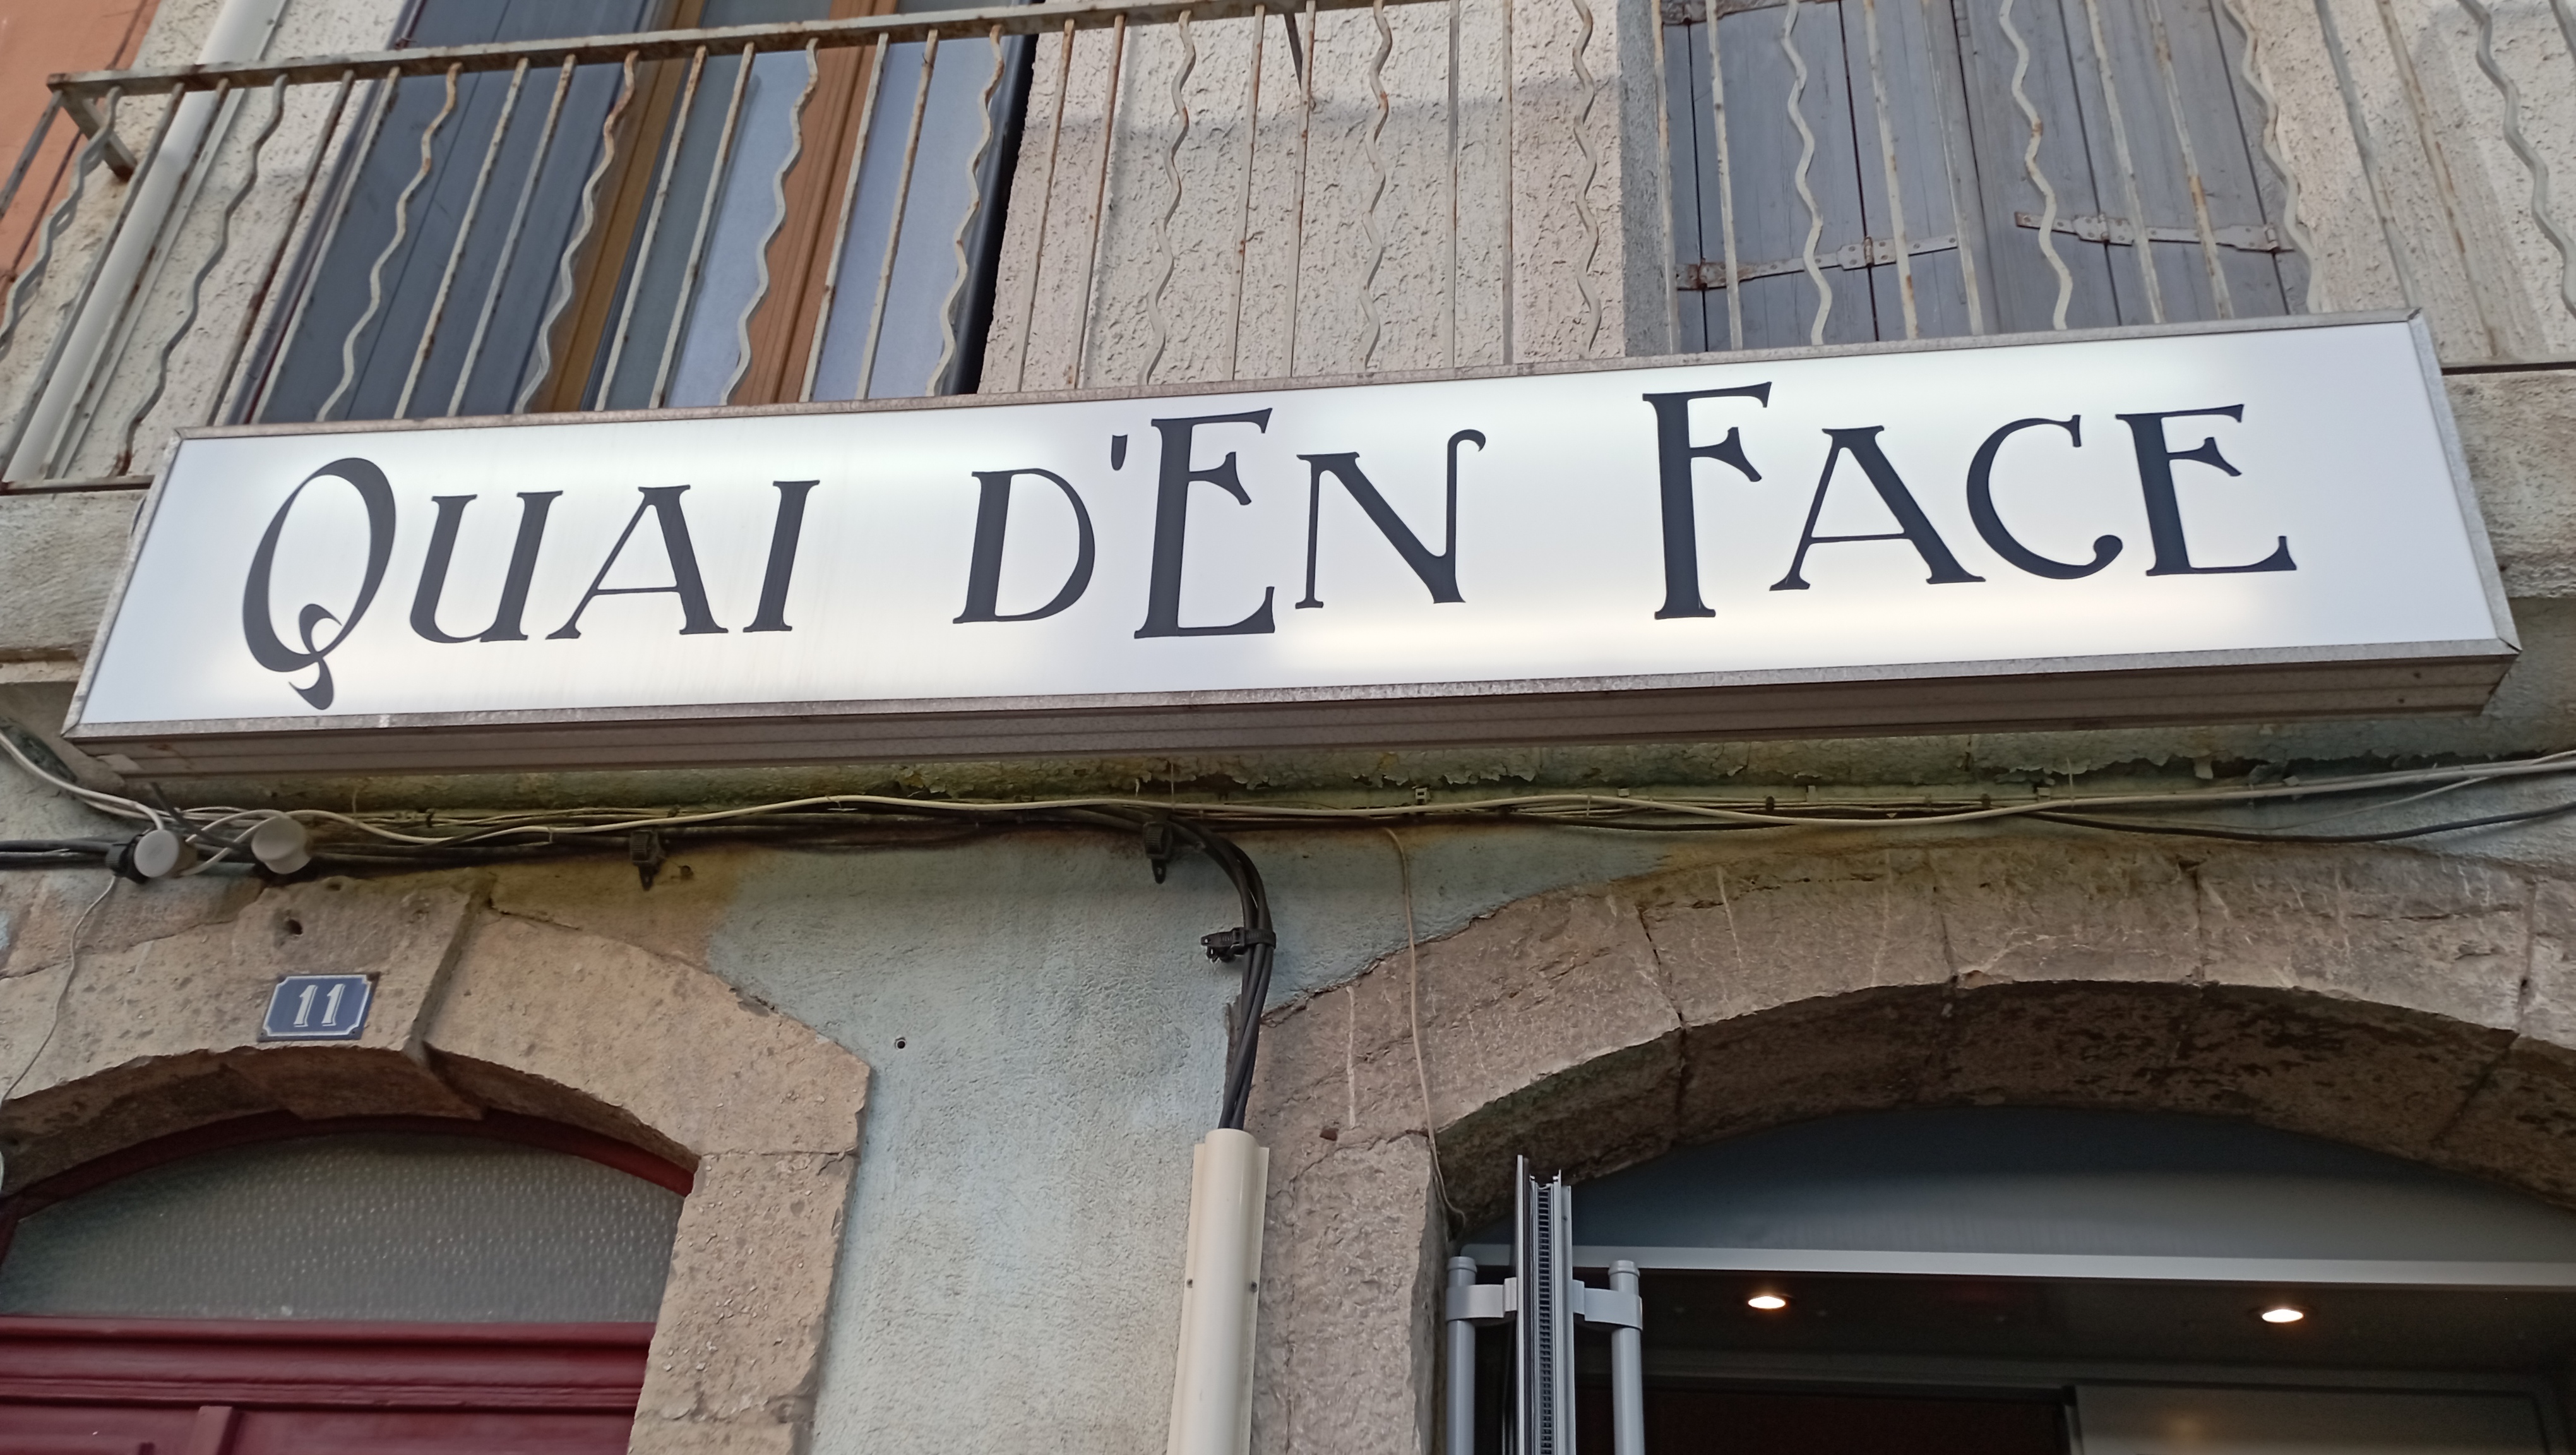 QUAI D'EN FACE
11